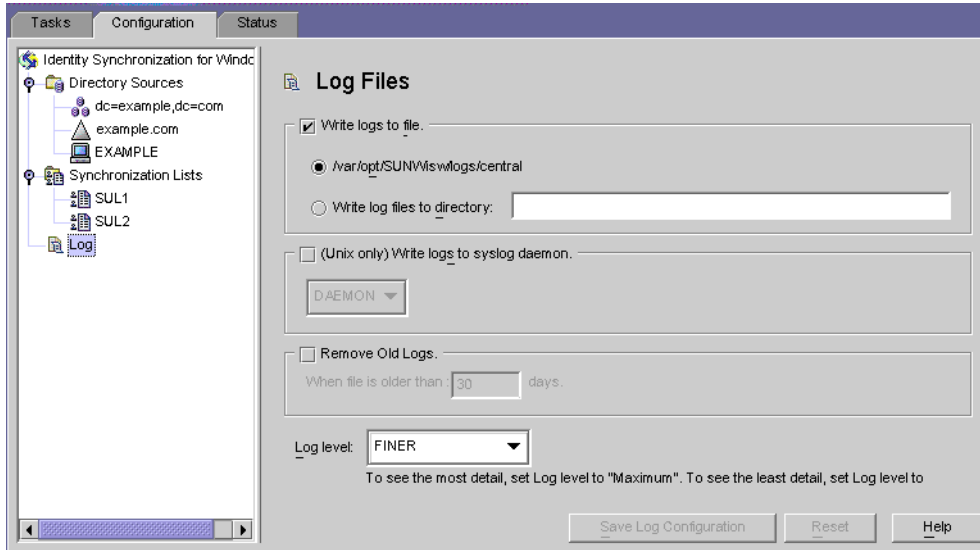 Tasks
Configuration
Status
Identity Synchronization for Windo
Directory Sources
dc=example,dc=com
example.com
EXAMPLE
Synchronization Lists
SUL1
SUL2
Log
Log Files
Write logs to file.
/var/opt/SUNWisw/logs/central
Write log files to directory:
(Unix only) Write logs to syslog daemon.
DAEMON
Remove Old Logs.
When file is older than : 30 days.
Log level: FINER
To see the most detail, set Log level to "Maximum". To see the least detail, set Log level to
Save Log Configuration
Reset
Help